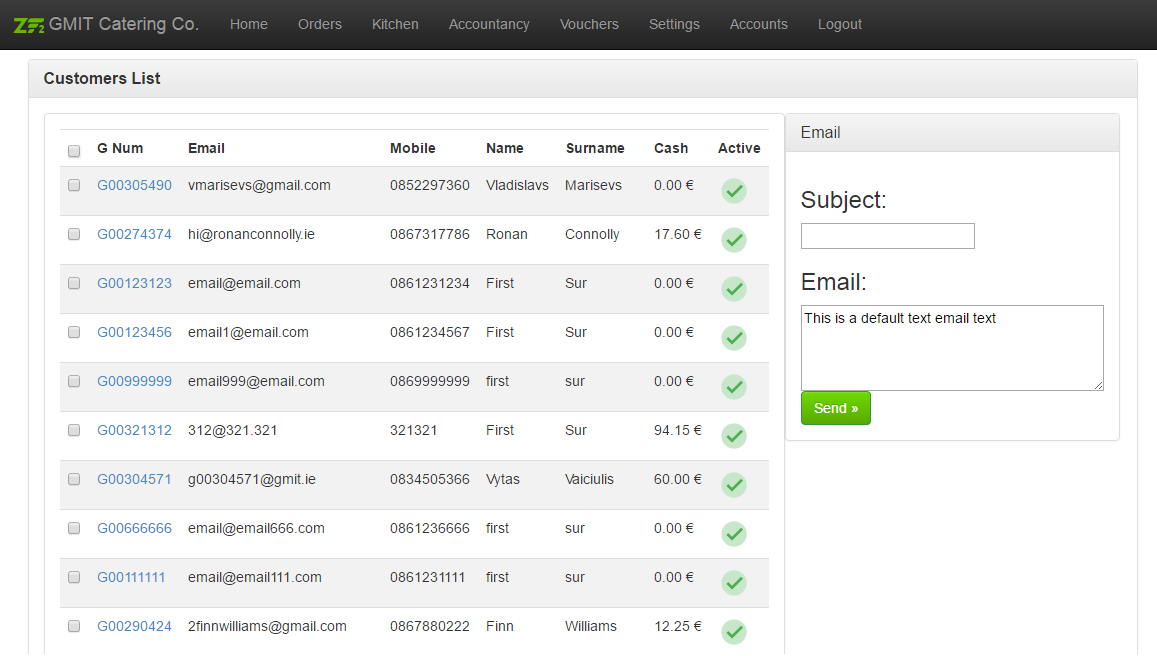 ZF2 GMIT Catering Co. Home Orders Kitchen Accountancy Vouchers Settings Accounts Logout
Customers List
G Num Email Mobile Name Surname Cash Active
G00305490 vmarisevs@gmail.com 0852297360 Vladislavs Marisevs 0.00 €
G00274374 hi@ronanconnolly.ie 0867317786 Ronan Connolly 17.60 €
G00123123 email@email.com 0861231234 First Sur 0.00 €
G00123456 email1@email.com 0861234567 First Sur 0.00 €
G00999999 email999@email.com 0869999999 first sur 0.00 €
G00321312 312@321.321 321321 First Sur 94.15 €
G00304571 g00304571@gmit.ie 0834505366 Vytas Vaiciulis 60.00 €
G00666666 email@email666.com 0861236666 first sur 0.00 €
G00111111 email@email111.com 0861231111 first sur 0.00 €
G00290424 2finnwilliams@gmail.com 0867880222 Finn Williams 12.25 €
Email
Subject:
Email:
This is a default text email text
Send »